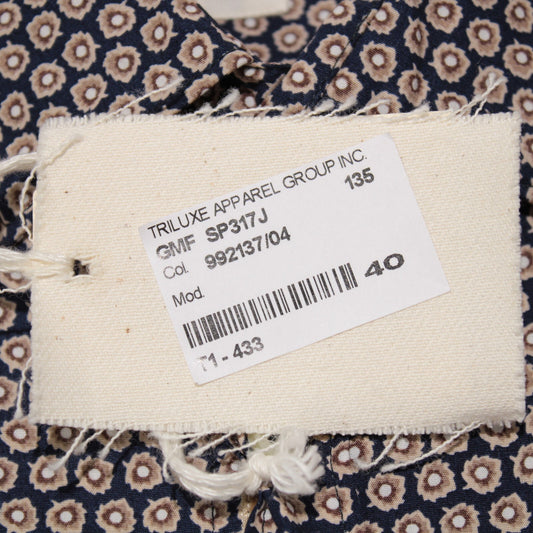 TRILUXE APPAREL GROUP INC.
GMF SP317J 135
Col. 992137/04
Mod. 40
T1-433